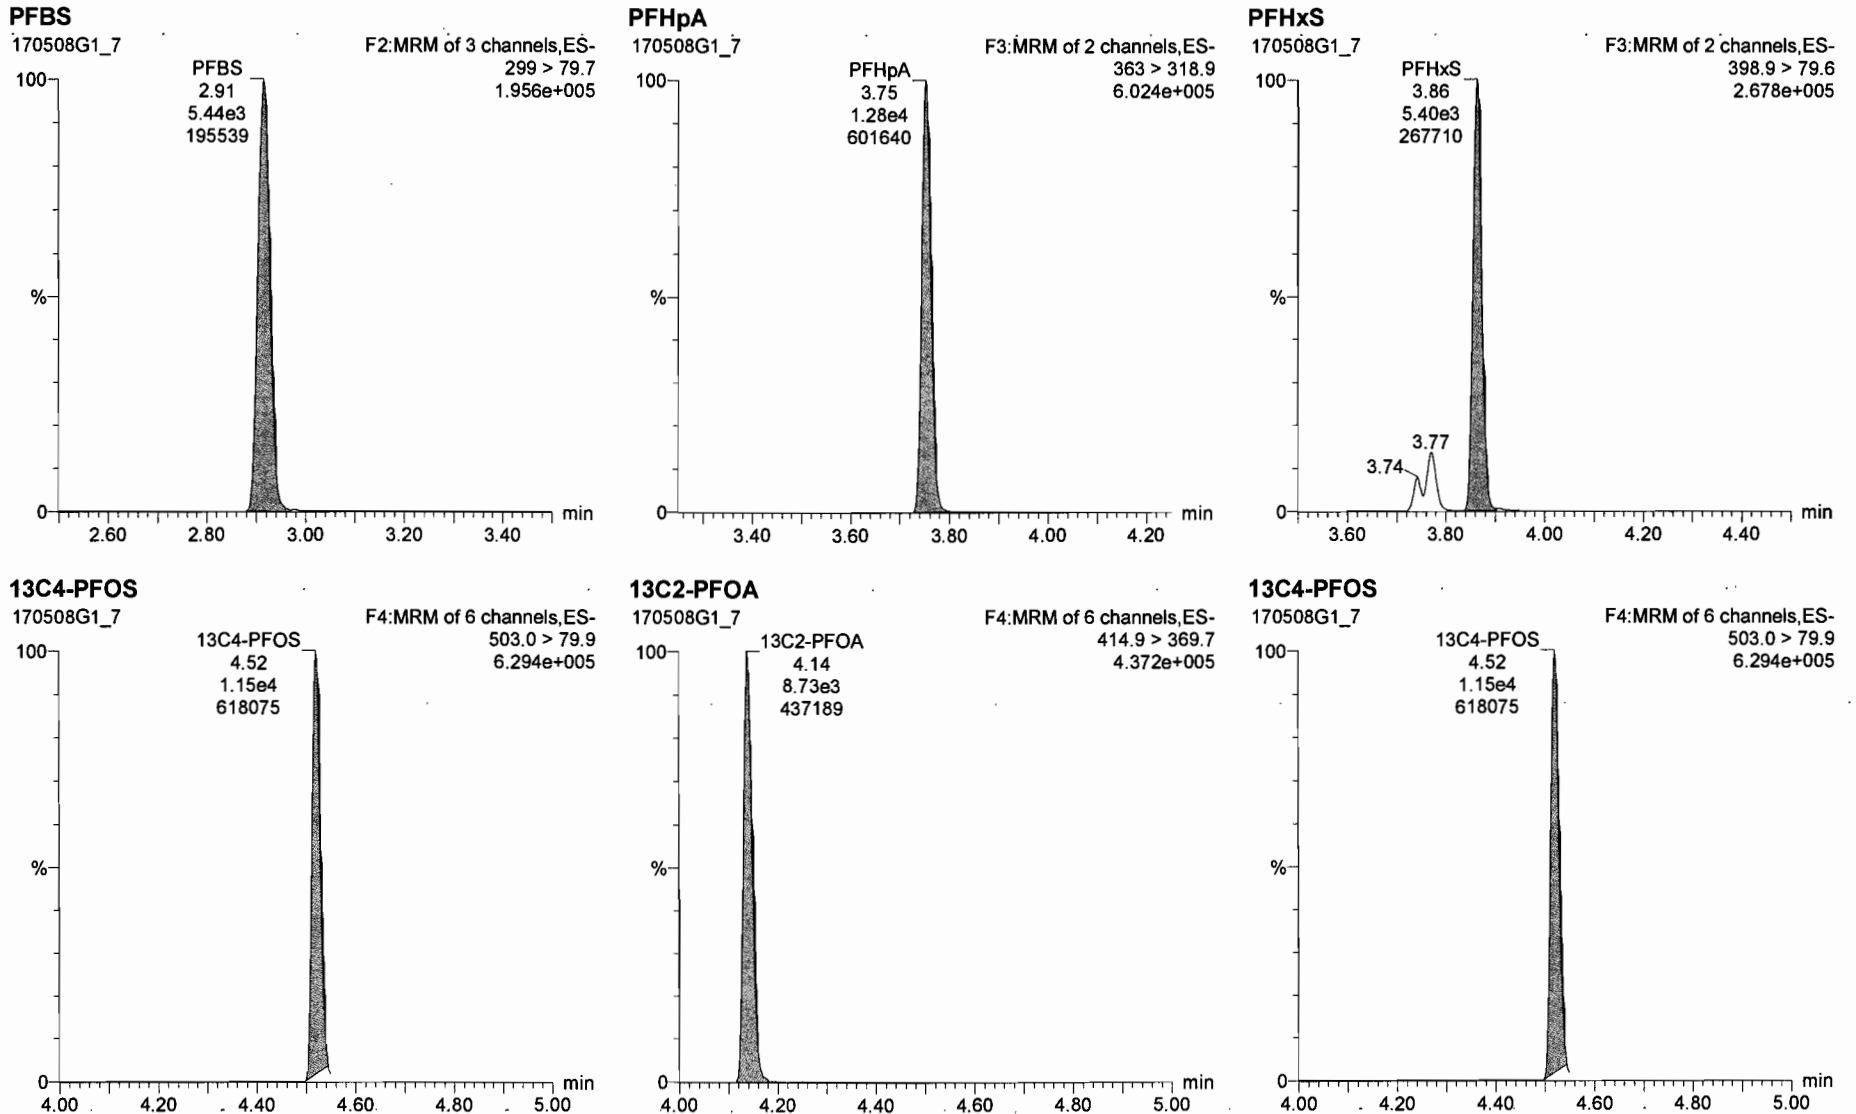 PFBS
170508G1_7
F2:MRM of 3 channels,ES-
299 > 79.7
1.956e+005
PFBS
2.91
5.44e3
195539
100
%
0
min
2.60 2.80 3.00 3.20 3.40
PFHpA
170508G1_7
F3:MRM of 2 channels,ES-
363 > 318.9
6.024e+005
PFHpA
3.75
1.28e4
601640
100
%
0
min
3.40 3.60 3.80 4.00 4.20
PFHxS
170508G1_7
F3:MRM of 2 channels,ES-
398.9 > 79.6
2.678e+005
PFHxS
3.86
5.40e3
267710
100
%
3.77
3.74
0
min
3.60 3.80 4.00 4.20 4.40
13C4-PFOS
170508G1_7
F4:MRM of 6 channels,ES-
503.0 > 79.9
6.294e+005
13C4-PFOS
4.52
1.15e4
618075
100
%
0
min
4.00 4.20 4.40 4.60 4.80 5.00
13C2-PFOA
170508G1_7
F4:MRM of 6 channels,ES-
414.9 > 369.7
4.372e+005
13C2-PFOA
4.14
8.73e3
437189
100
%
0
min
4.00 4.20 4.40 4.60 4.80 5.00
13C4-PFOS
170508G1_7
F4:MRM of 6 channels,ES-
503.0 > 79.9
6.294e+005
13C4-PFOS
4.52
1.15e4
618075
100
%
0
min
4.00 4.20 4.40 4.60 4.80 5.00